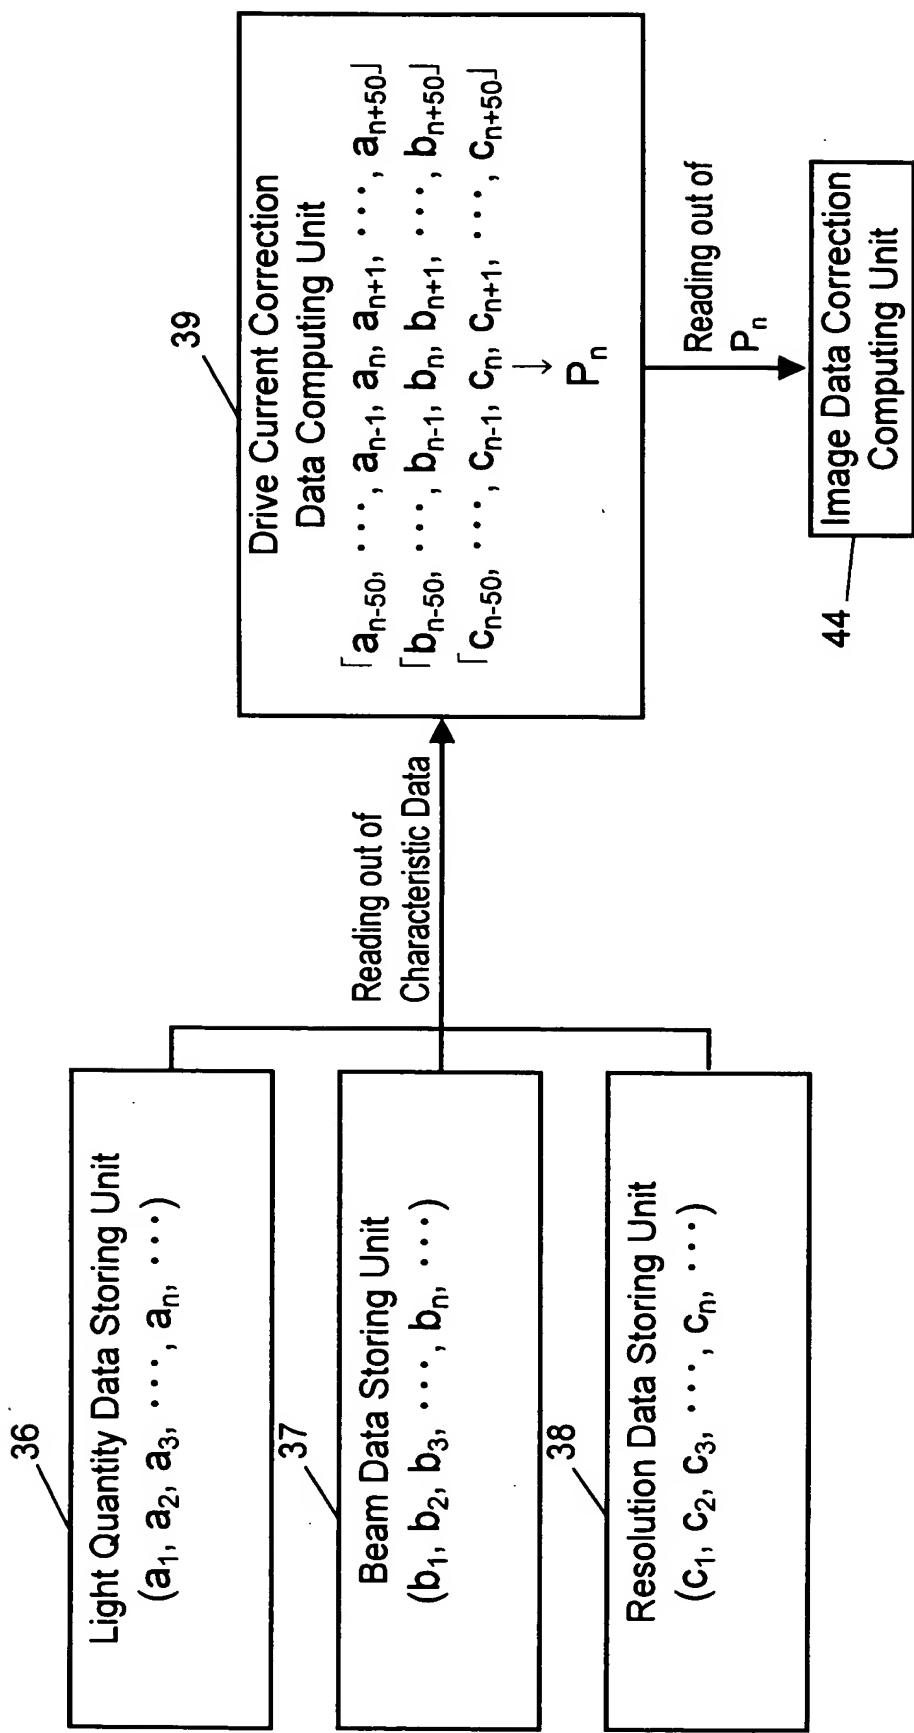 36
Light Quantity Data Storing Unit
(a₁, a₂, a₃, ···, aₙ, ···)
37
Beam Data Storing Unit
(b₁, b₂, b₃, ···, bₙ, ···)
38
Resolution Data Storing Unit
(c₁, c₂, c₃, ···, cₙ, ···)
Reading out of
Characteristic Data
39
Drive Current Correction
Data Computing Unit
「aₙ₋₅₀, ···, aₙ₋₁, aₙ, aₙ₊₁, ···, aₙ₊₅₀」
「bₙ₋₅₀, ···, bₙ₋₁, bₙ, bₙ₊₁, ···, bₙ₊₅₀」
「cₙ₋₅₀, ···, cₙ₋₁, cₙ, cₙ₊₁, ···, cₙ₊₅₀」
→
Pₙ
Reading out of
Pₙ
44
Image Data Correction
Computing Unit